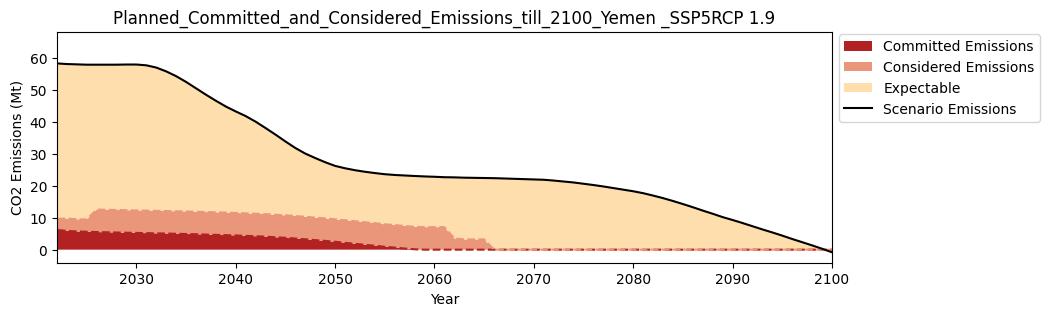 Planned_Committed_and_Considered_Emissions_till_2100_Yemen _SSP5RCP 1.9
Committed Emissions
Considered Emissions
Expectable
Scenario Emissions
CO2 Emissions (Mt)
60
50
40
30
20
10
0
2030
2040
2050
2060
2070
2080
2090
2100
Year